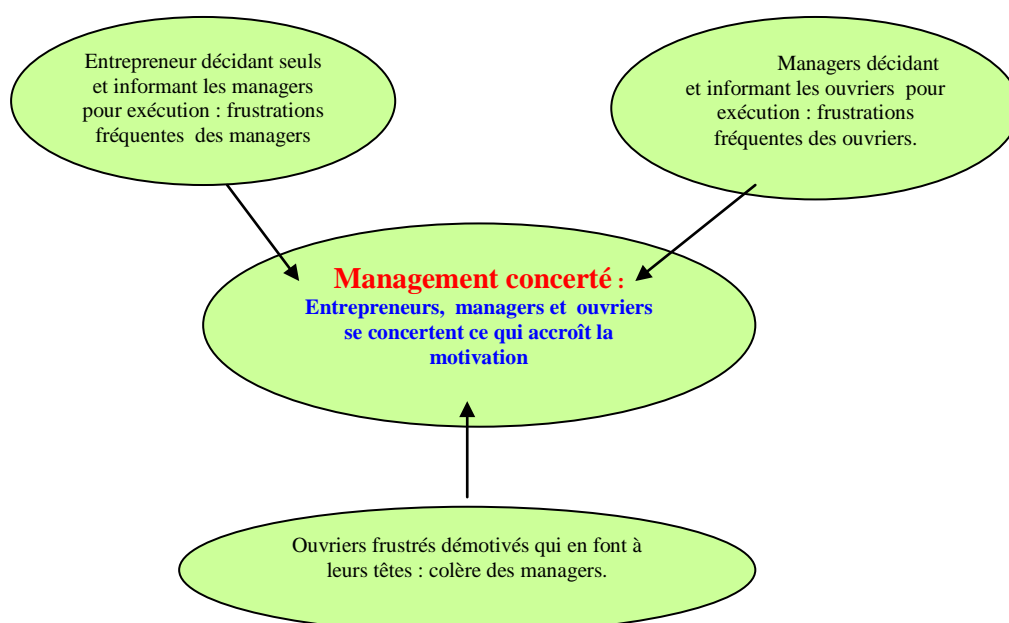 Entrepreneur décidant seuls
et informant les managers
pour exécution : frustrations
fréquentes des managers
Managers décidant
et informant les ouvriers pour
exécution : frustrations
fréquentes des ouvriers.
Management concerté :
Entrepreneurs, managers et ouvriers
se concertent ce qui accroît la
motivation
Ouvriers frustrés démotivés qui en font à
leurs têtes : colère des managers.